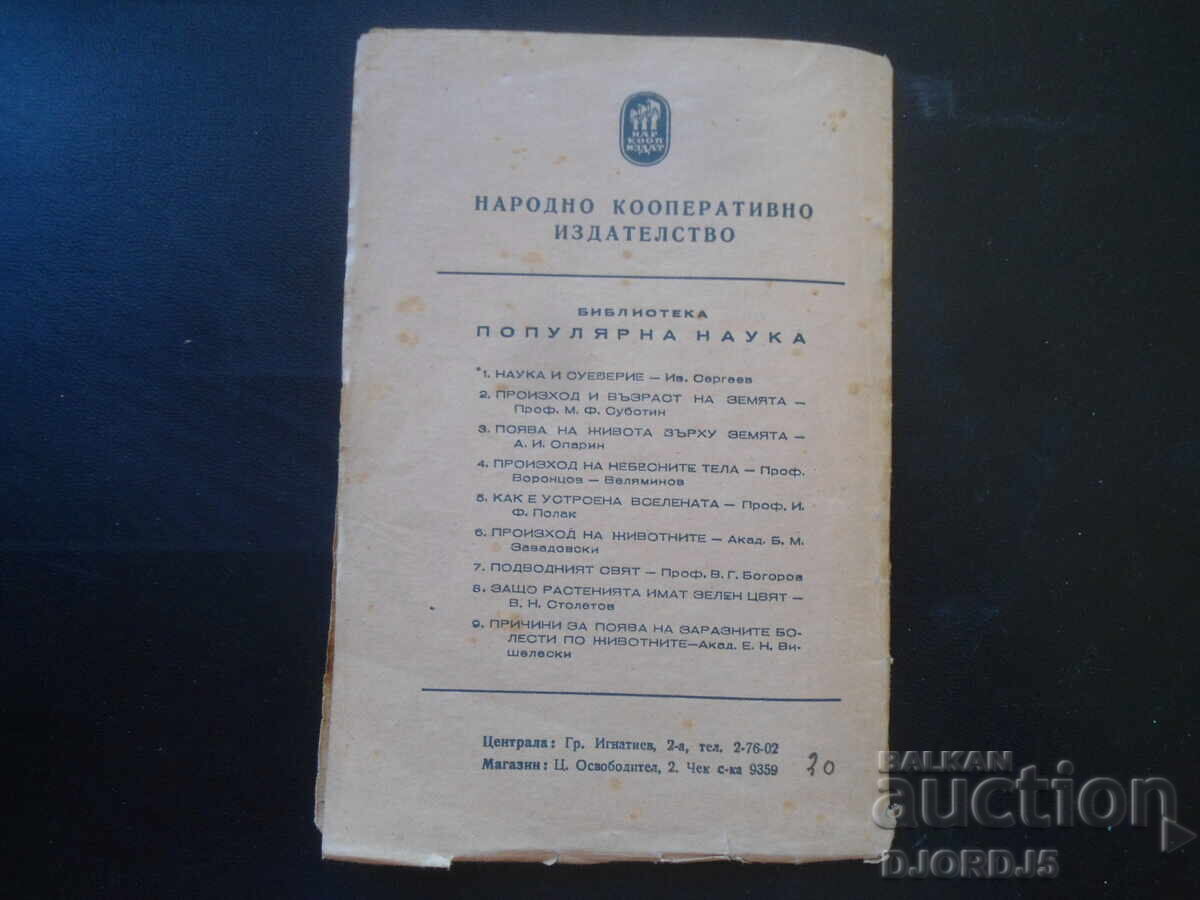 НАР
КООП
ИЗДАТ
НАРОДНО КООПЕРАТИВНО
ИЗДАТЕЛСТВО
БИБЛИОТЕКА
ПОПУЛЯРНА НАУКА
*1. НАУКА И СУЕВЕРИЕ — Ив. Сергеев
2. ПРОИЗХОД И ВЪЗРАСТ НА ЗЕМЯТА —
Проф. М. Ф. Суботин
3. ПОЯВА НА ЖИВОТА ВЪРХУ ЗЕМЯТА —
А. И. Опарин
4. ПРОИЗХОД НА НЕБЕСНИТЕ ТЕЛА — Проф.
Воронцов — Веляминов
5. КАК Е УСТРОЕНА ВСЕЛЕНАТА — Проф. И.
Ф. Полак
6. ПРОИЗХОД НА ЖИВОТНИТЕ — Акад. Б. М.
Завадовски
7. ПОДВОДНИЯТ СВЯТ — Проф. В. Г. Богоров
8. ЗАЩО РАСТЕНИЯТА ИМАТ ЗЕЛЕН ЦВЯТ —
В. Н. Столетов
9. ПРИЧИНИ ЗА ПОЯВА НА ЗАРАЗНИТЕ БО-
ЛЕСТИ ПО ЖИВОТНИТЕ—Акад. Е. Н. Ви-
шелески
Централа: Гр. Игнатиев, 2-а, тел. 2-76-02
Магазин: Ц. Освободител, 2. Чек с-ка 9359
30
BALKAN
auction
DJORDJ5